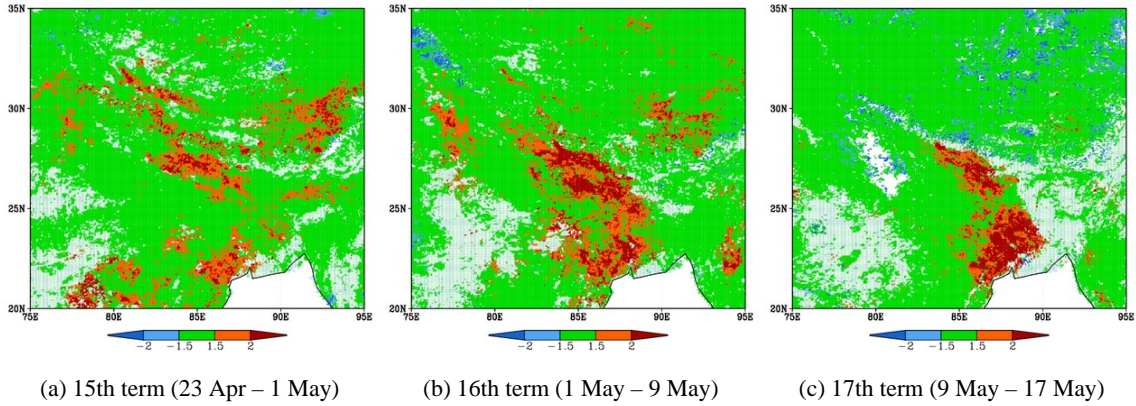 35N
30N
25N
20N
75E 80E 85E 90E 95E
-2 -1.5 1.5 2
(a) 15th term (23 Apr – 1 May)
35N
30N
25N
20N
75E 80E 85E 90E 95E
-2 -1.5 1.5 2
(b) 16th term (1 May – 9 May)
35N
30N
25N
20N
75E 80E 85E 90E 95E
-2 -1.5 1.5 2
(c) 17th term (9 May – 17 May)